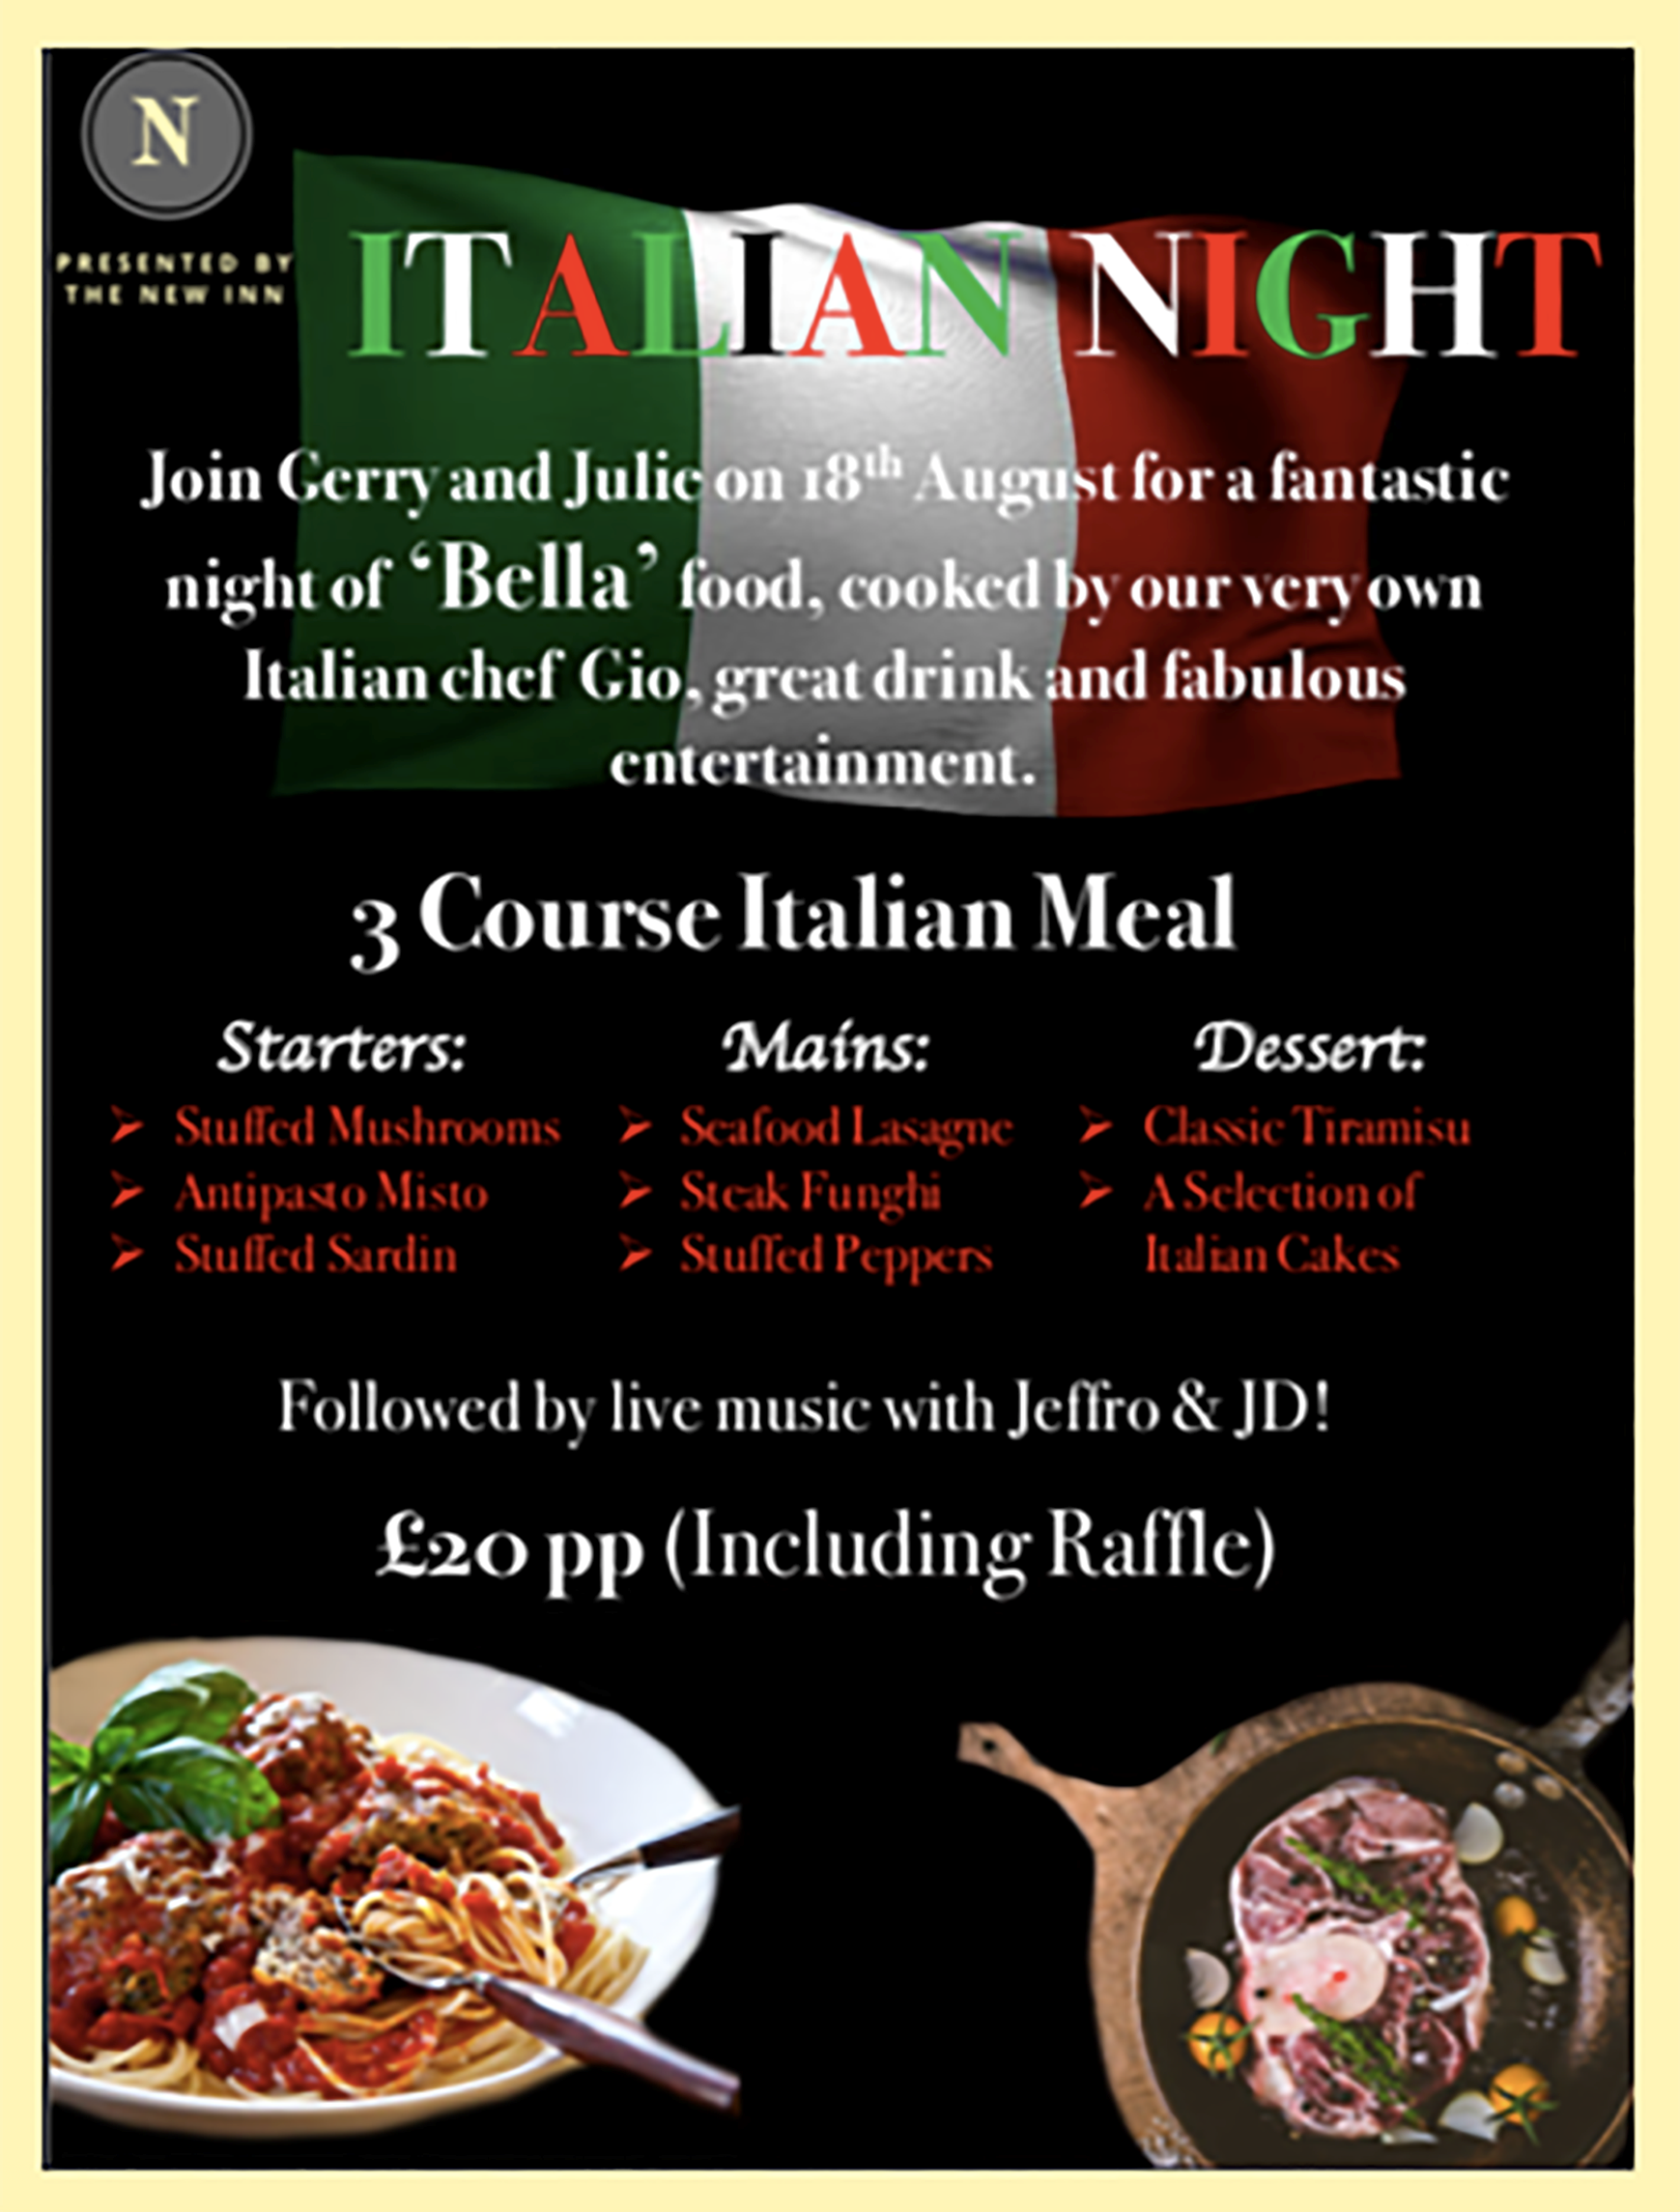 N
PRESENTED BY
THE NEW INN
ITALIAN NIGHT
Join Gerry and Julie on 18th August for a fantastic
night of ‘Bella’ food, cooked by our very own
Italian chef Gio, great drink and fabulous
entertainment.
3 Course Italian Meal
Starters:
➢ Stuffed Mushrooms
➢ Antipasto Misto
➢ Stuffed Sardin
Mains:
➢ Seafood Lasagne
➢ Steak Funghi
➢ Stuffed Peppers
Dessert:
➢ Classic Tiramisu
➢ A Selection of
Italian Cakes
Followed by live music with Jeffro & JD!
£20 pp (Including Raffle)